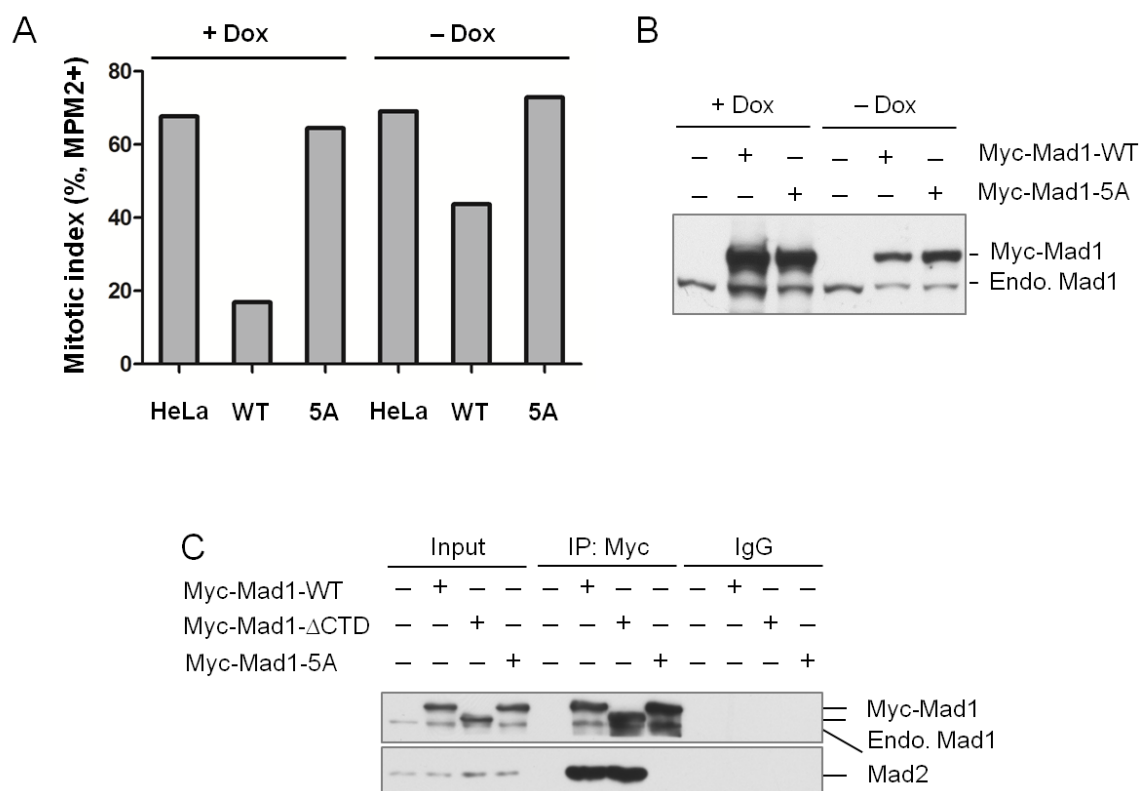 A
+ Dox – Dox
Mitotic index (%, MPM2+)
80
60
40
20
0
HeLa WT 5A HeLa WT 5A
B
+ Dox – Dox
– + – – + – Myc-Mad1-WT
– – + – – + Myc-Mad1-5A
– Myc-Mad1
– Endo. Mad1
C
Input IP: Myc IgG
Myc-Mad1-WT – + – – – + – – – + – –
Myc-Mad1-ΔCTD – – + – – – + – – – + –
Myc-Mad1-5A – – – + – – – + – – – +
Myc-Mad1
Endo. Mad1
Mad2